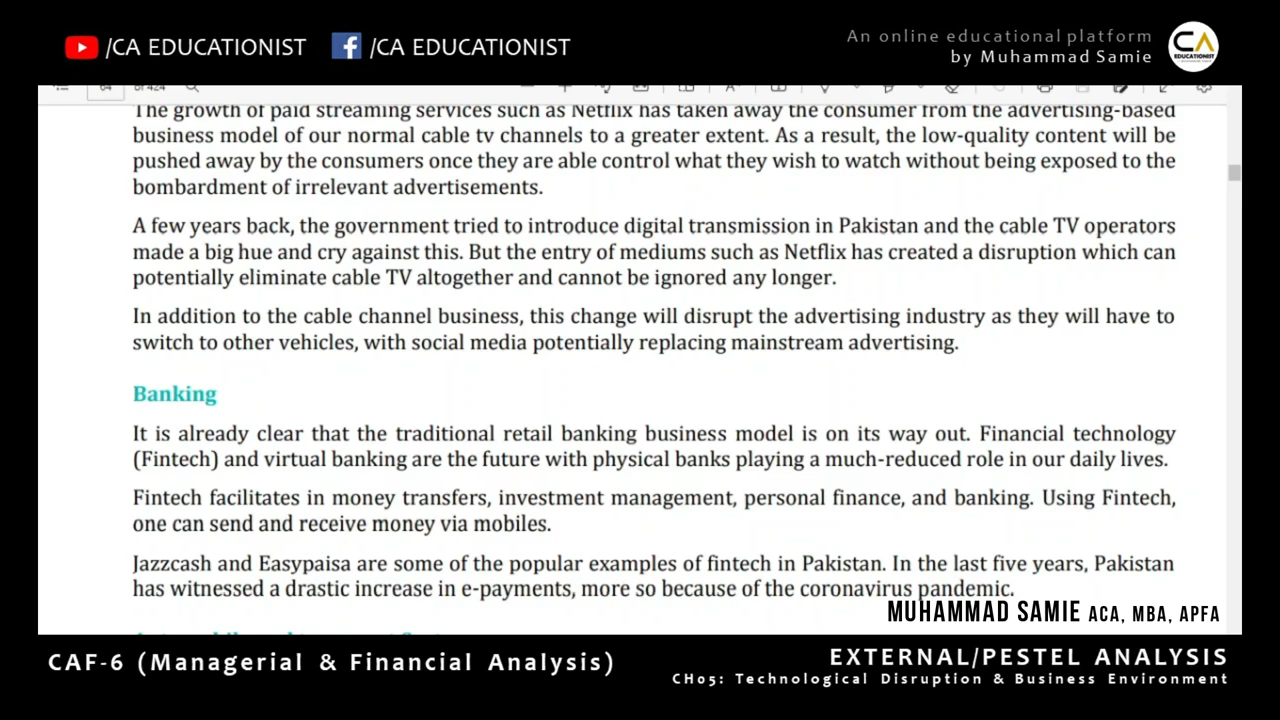 /CA EDUCATIONIST /CA EDUCATIONIST
An online educational platform
by Muhammad Samie
CA
EDUCATIONIST
64 of 424
The growth of paid streaming services such as Netflix has taken away the consumer from the advertising-based
business model of our normal cable tv channels to a greater extent. As a result, the low-quality content will be
pushed away by the consumers once they are able control what they wish to watch without being exposed to the
bombardment of irrelevant advertisements.
A few years back, the government tried to introduce digital transmission in Pakistan and the cable TV operators
made a big hue and cry against this. But the entry of mediums such as Netflix has created a disruption which can
potentially eliminate cable TV altogether and cannot be ignored any longer.
In addition to the cable channel business, this change will disrupt the advertising industry as they will have to
switch to other vehicles, with social media potentially replacing mainstream advertising.
Banking
It is already clear that the traditional retail banking business model is on its way out. Financial technology
(Fintech) and virtual banking are the future with physical banks playing a much-reduced role in our daily lives.
Fintech facilitates in money transfers, investment management, personal finance, and banking. Using Fintech,
one can send and receive money via mobiles.
Jazzcash and Easypaisa are some of the popular examples of fintech in Pakistan. In the last five years, Pakistan
has witnessed a drastic increase in e-payments, more so because of the coronavirus pandemic.
MUHAMMAD SAMIE ACA, MBA, APFA
CAF-6 (Managerial & Financial Analysis)
EXTERNAL/PESTEL ANALYSIS
CH05: Technological Disruption & Business Environment